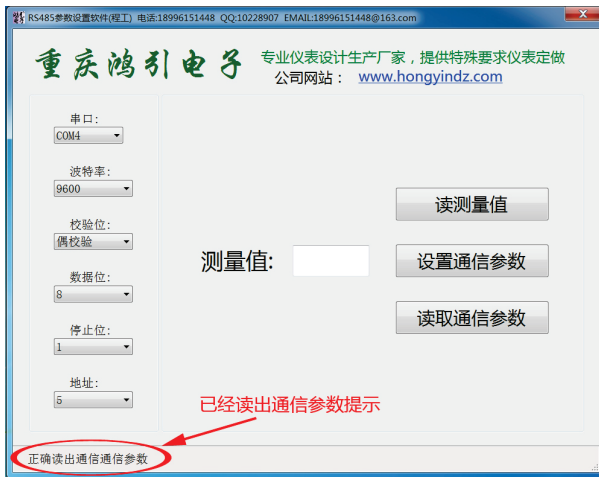 RS485参数设置软件(程工) 电话:18996151448 QQ:10228907 EMAIL:18996151448@163.com
重庆鸿引电子
专业仪表设计生产厂家，提供特殊要求仪表定做
公司网站： www.hongyindz.com
串口:
COM4
波特率:
9600
校验位:
偶校验
数据位:
8
停止位:
1
地址:
5
测量值:
读测量值
设置通信参数
读取通信参数
已经读出通信参数提示
正确读出通信通信参数